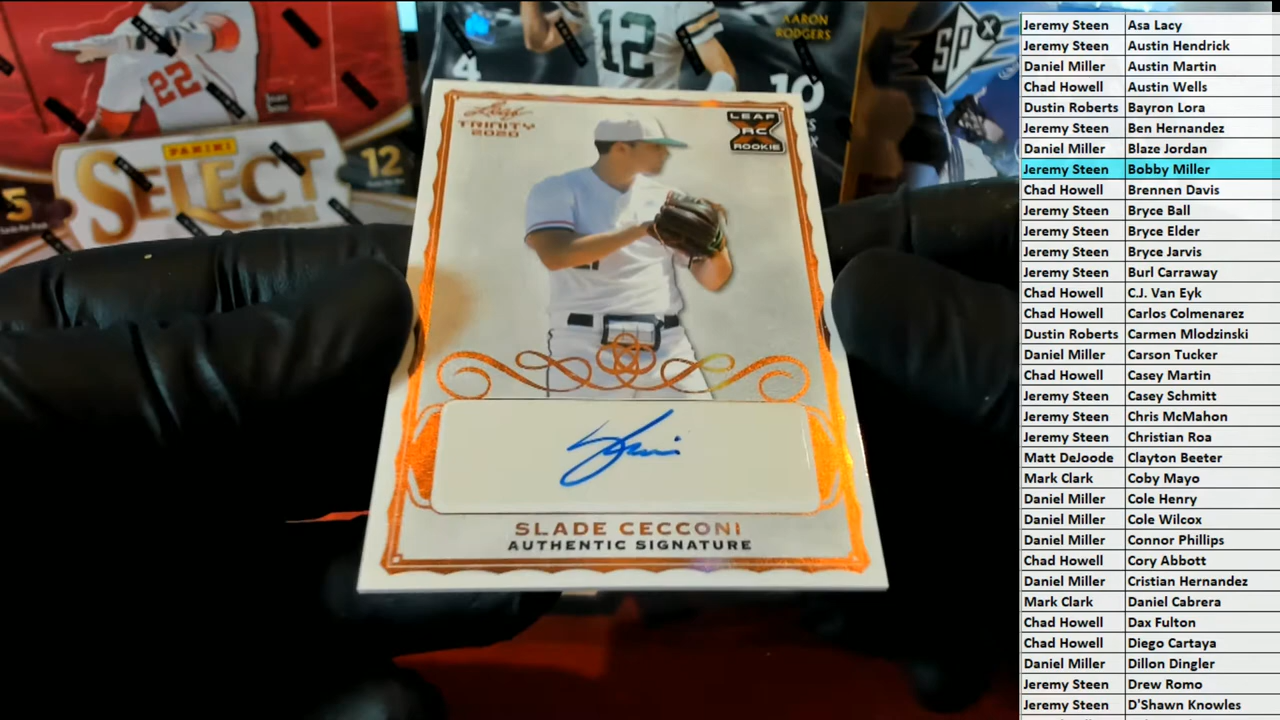 AARON
RODGERS
12
4
10
22
SPX
PANINI
SELECT
2021
12
5
Leaf
TRINITY
2020
LEAF
RC
ROOKIE
SLADE CECCONI
AUTHENTIC SIGNATURE
Jeremy Steen Asa Lacy
Jeremy Steen Austin Hendrick
Daniel Miller Austin Martin
Chad Howell Austin Wells
Dustin Roberts Bayron Lora
Jeremy Steen Ben Hernandez
Daniel Miller Blaze Jordan
Jeremy Steen Bobby Miller
Chad Howell Brennen Davis
Jeremy Steen Bryce Ball
Jeremy Steen Bryce Elder
Jeremy Steen Bryce Jarvis
Jeremy Steen Burl Carraway
Chad Howell C.J. Van Eyk
Chad Howell Carlos Colmenarez
Dustin Roberts Carmen Mlodzinski
Daniel Miller Carson Tucker
Chad Howell Casey Martin
Jeremy Steen Casey Schmitt
Jeremy Steen Chris McMahon
Jeremy Steen Christian Roa
Matt DeJoode Clayton Beeter
Mark Clark Coby Mayo
Daniel Miller Cole Henry
Daniel Miller Cole Wilcox
Daniel Miller Connor Phillips
Chad Howell Cory Abbott
Daniel Miller Cristian Hernandez
Mark Clark Daniel Cabrera
Chad Howell Dax Fulton
Chad Howell Diego Cartaya
Daniel Miller Dillon Dingler
Jeremy Steen Drew Romo
Jeremy Steen D'Shawn Knowles